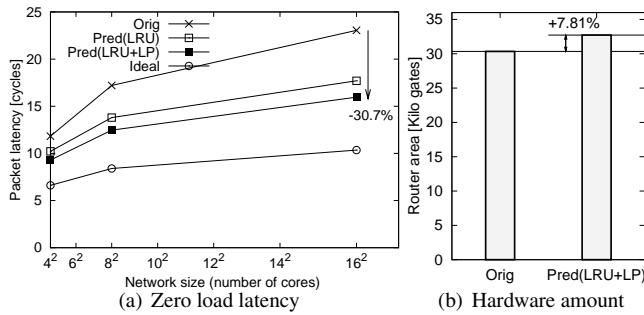 Packet latency [cycles]
25
20
15
10
5
0
Orig
Pred(LRU)
Pred(LRU+LP)
Ideal
-30.7%
4² 6² 8² 10² 12² 14² 16²
Network size (number of cores)
(a) Zero load latency
Router area [Kilo gates]
35
30
25
20
15
10
5
0
+7.81%
Orig Pred(LRU+LP)
(b) Hardware amount